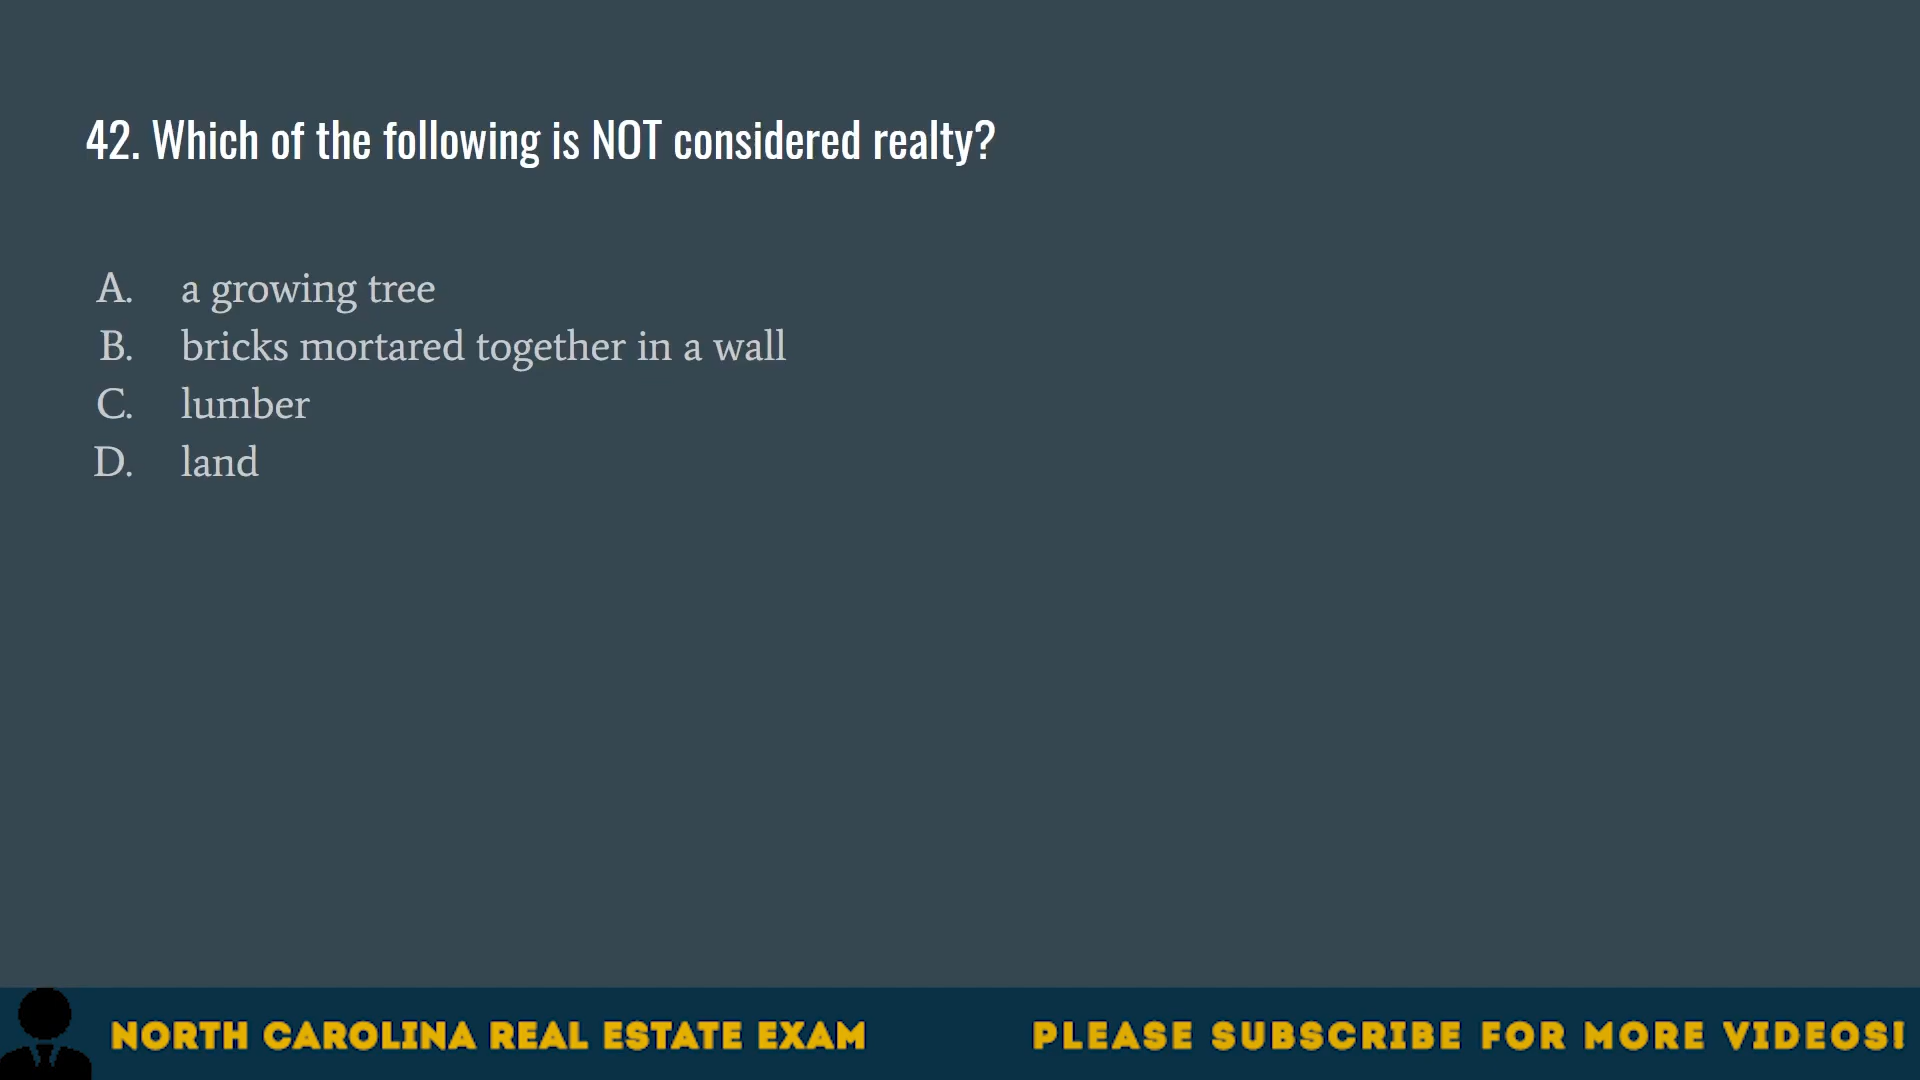 42. Which of the following is NOT considered realty?
A. a growing tree
B. bricks mortared together in a wall
C. lumber
D. land
NORTH CAROLINA REAL ESTATE EXAM
PLEASE SUBSCRIBE FOR MORE VIDEOS!